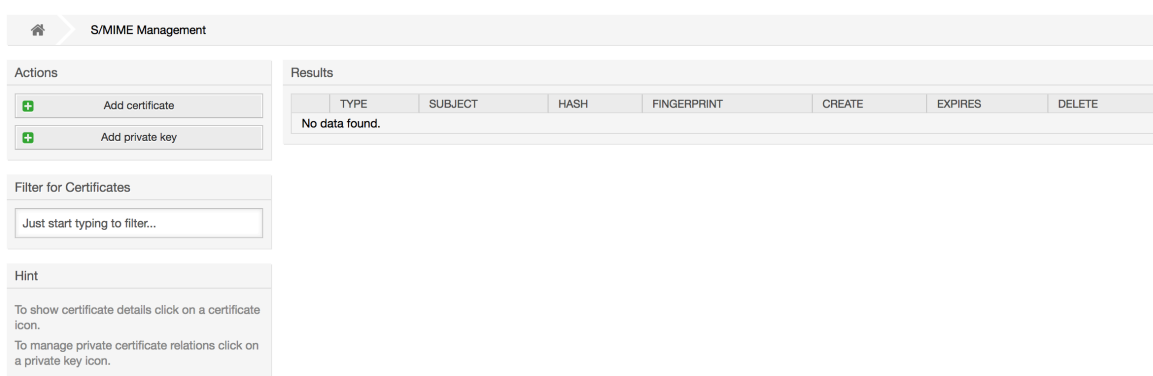 S/MIME Management
Actions
Add certificate
Add private key
Filter for Certificates
Just start typing to filter...
Hint
To show certificate details click on a certificate
icon.
To manage private certificate relations click on
a private key icon.
Results
TYPE SUBJECT HASH FINGERPRINT CREATE EXPIRES DELETE
No data found.